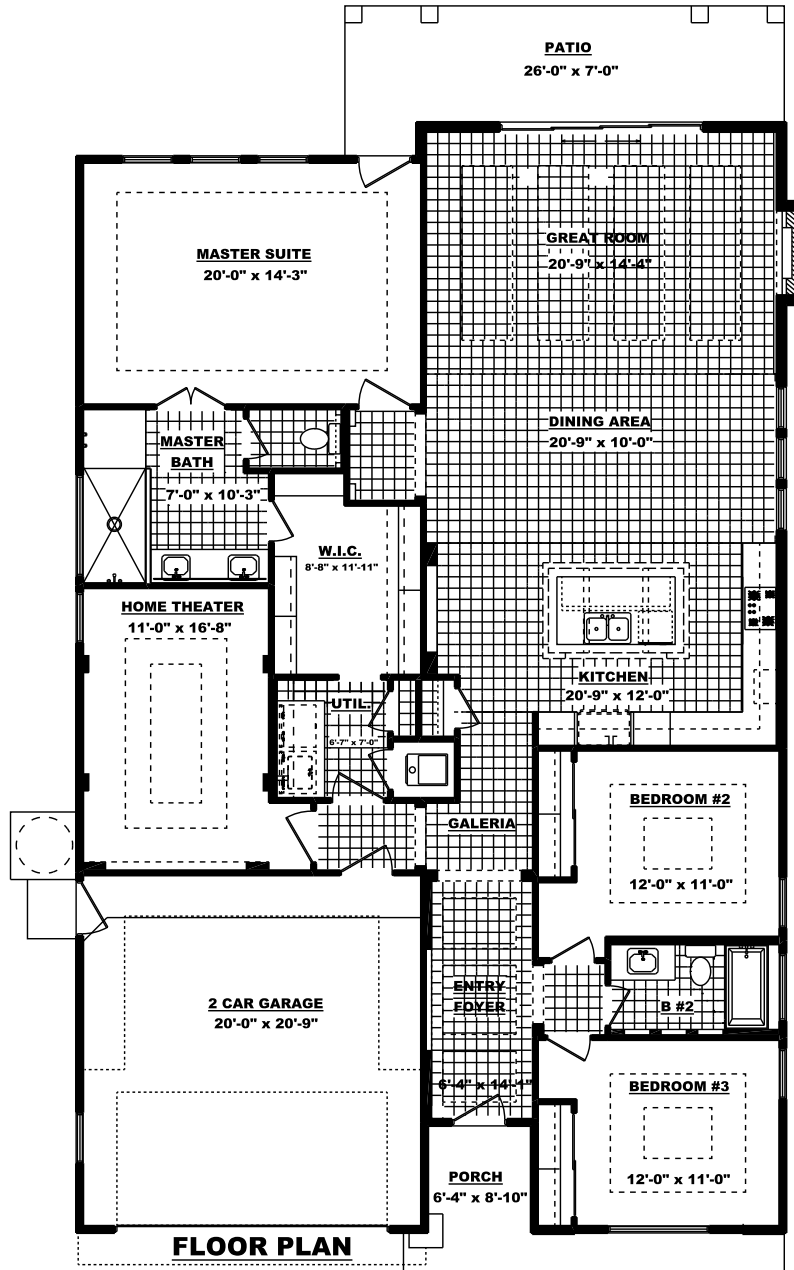 PATIO
26'-0" x 7'-0"
MASTER SUITE
20'-0" x 14'-3"
GREAT ROOM
20'-9" x 14'-4"
DINING AREA
20'-9" x 10'-0"
MASTER
BATH
7'-0" x 10'-3"
W.I.C.
8'-8" x 11'-11"
HOME THEATER
11'-0" x 16'-8"
KITCHEN
20'-9" x 12'-0"
UTIL.
6'-7" x 7'-0"
GALERIA
BEDROOM #2
12'-0" x 11'-0"
2 CAR GARAGE
20'-0" x 20'-9"
ENTRY
FOYER
6'-4" x 14'-1"
B #2
BEDROOM #3
12'-0" x 11'-0"
PORCH
6'-4" x 8'-10"
FLOOR PLAN